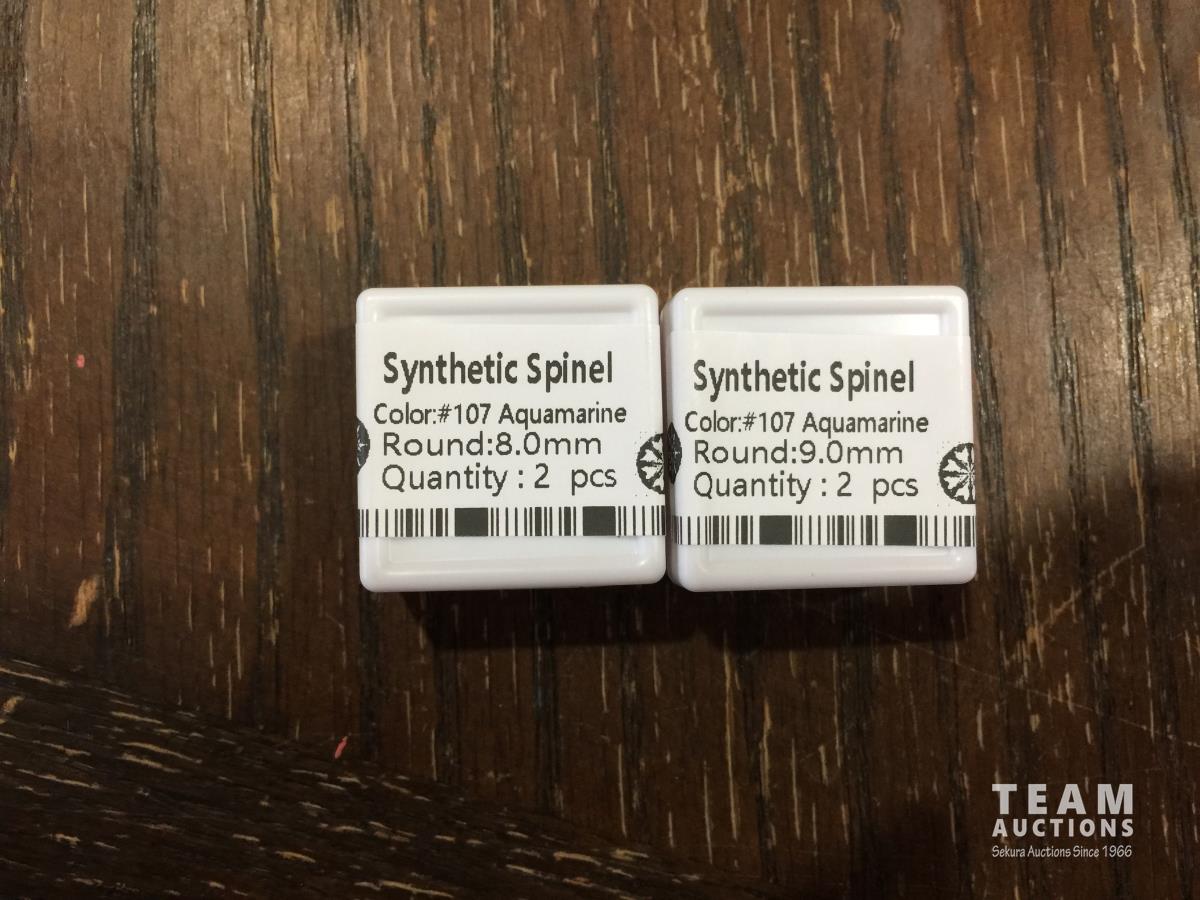 Synthetic Spinel
Color:#107 Aquamarine
Round:8.0mm
Quantity : 2 pcs
Synthetic Spinel
Color:#107 Aquamarine
Round:9.0mm
Quantity : 2 pcs
TEAM
AUCTIONS
Sekura Auctions Since 1966